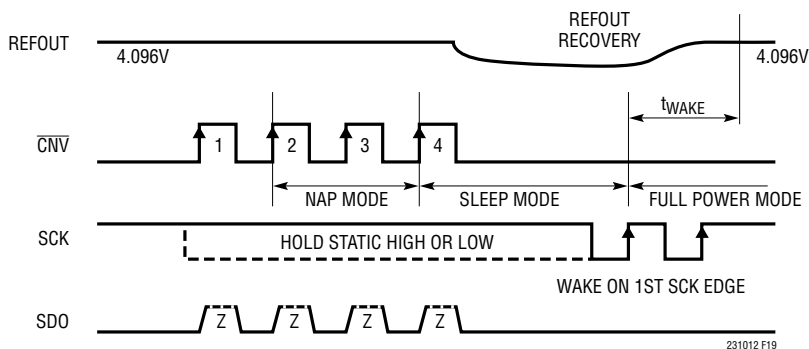 REFOUT
4.096V
REFOUT
RECOVERY
4.096V
tWAKE
CNV
1
2
3
4
NAP MODE
SLEEP MODE
FULL POWER MODE
SCK
HOLD STATIC HIGH OR LOW
WAKE ON 1ST SCK EDGE
SDO
Z
Z
Z
Z
231012 F19